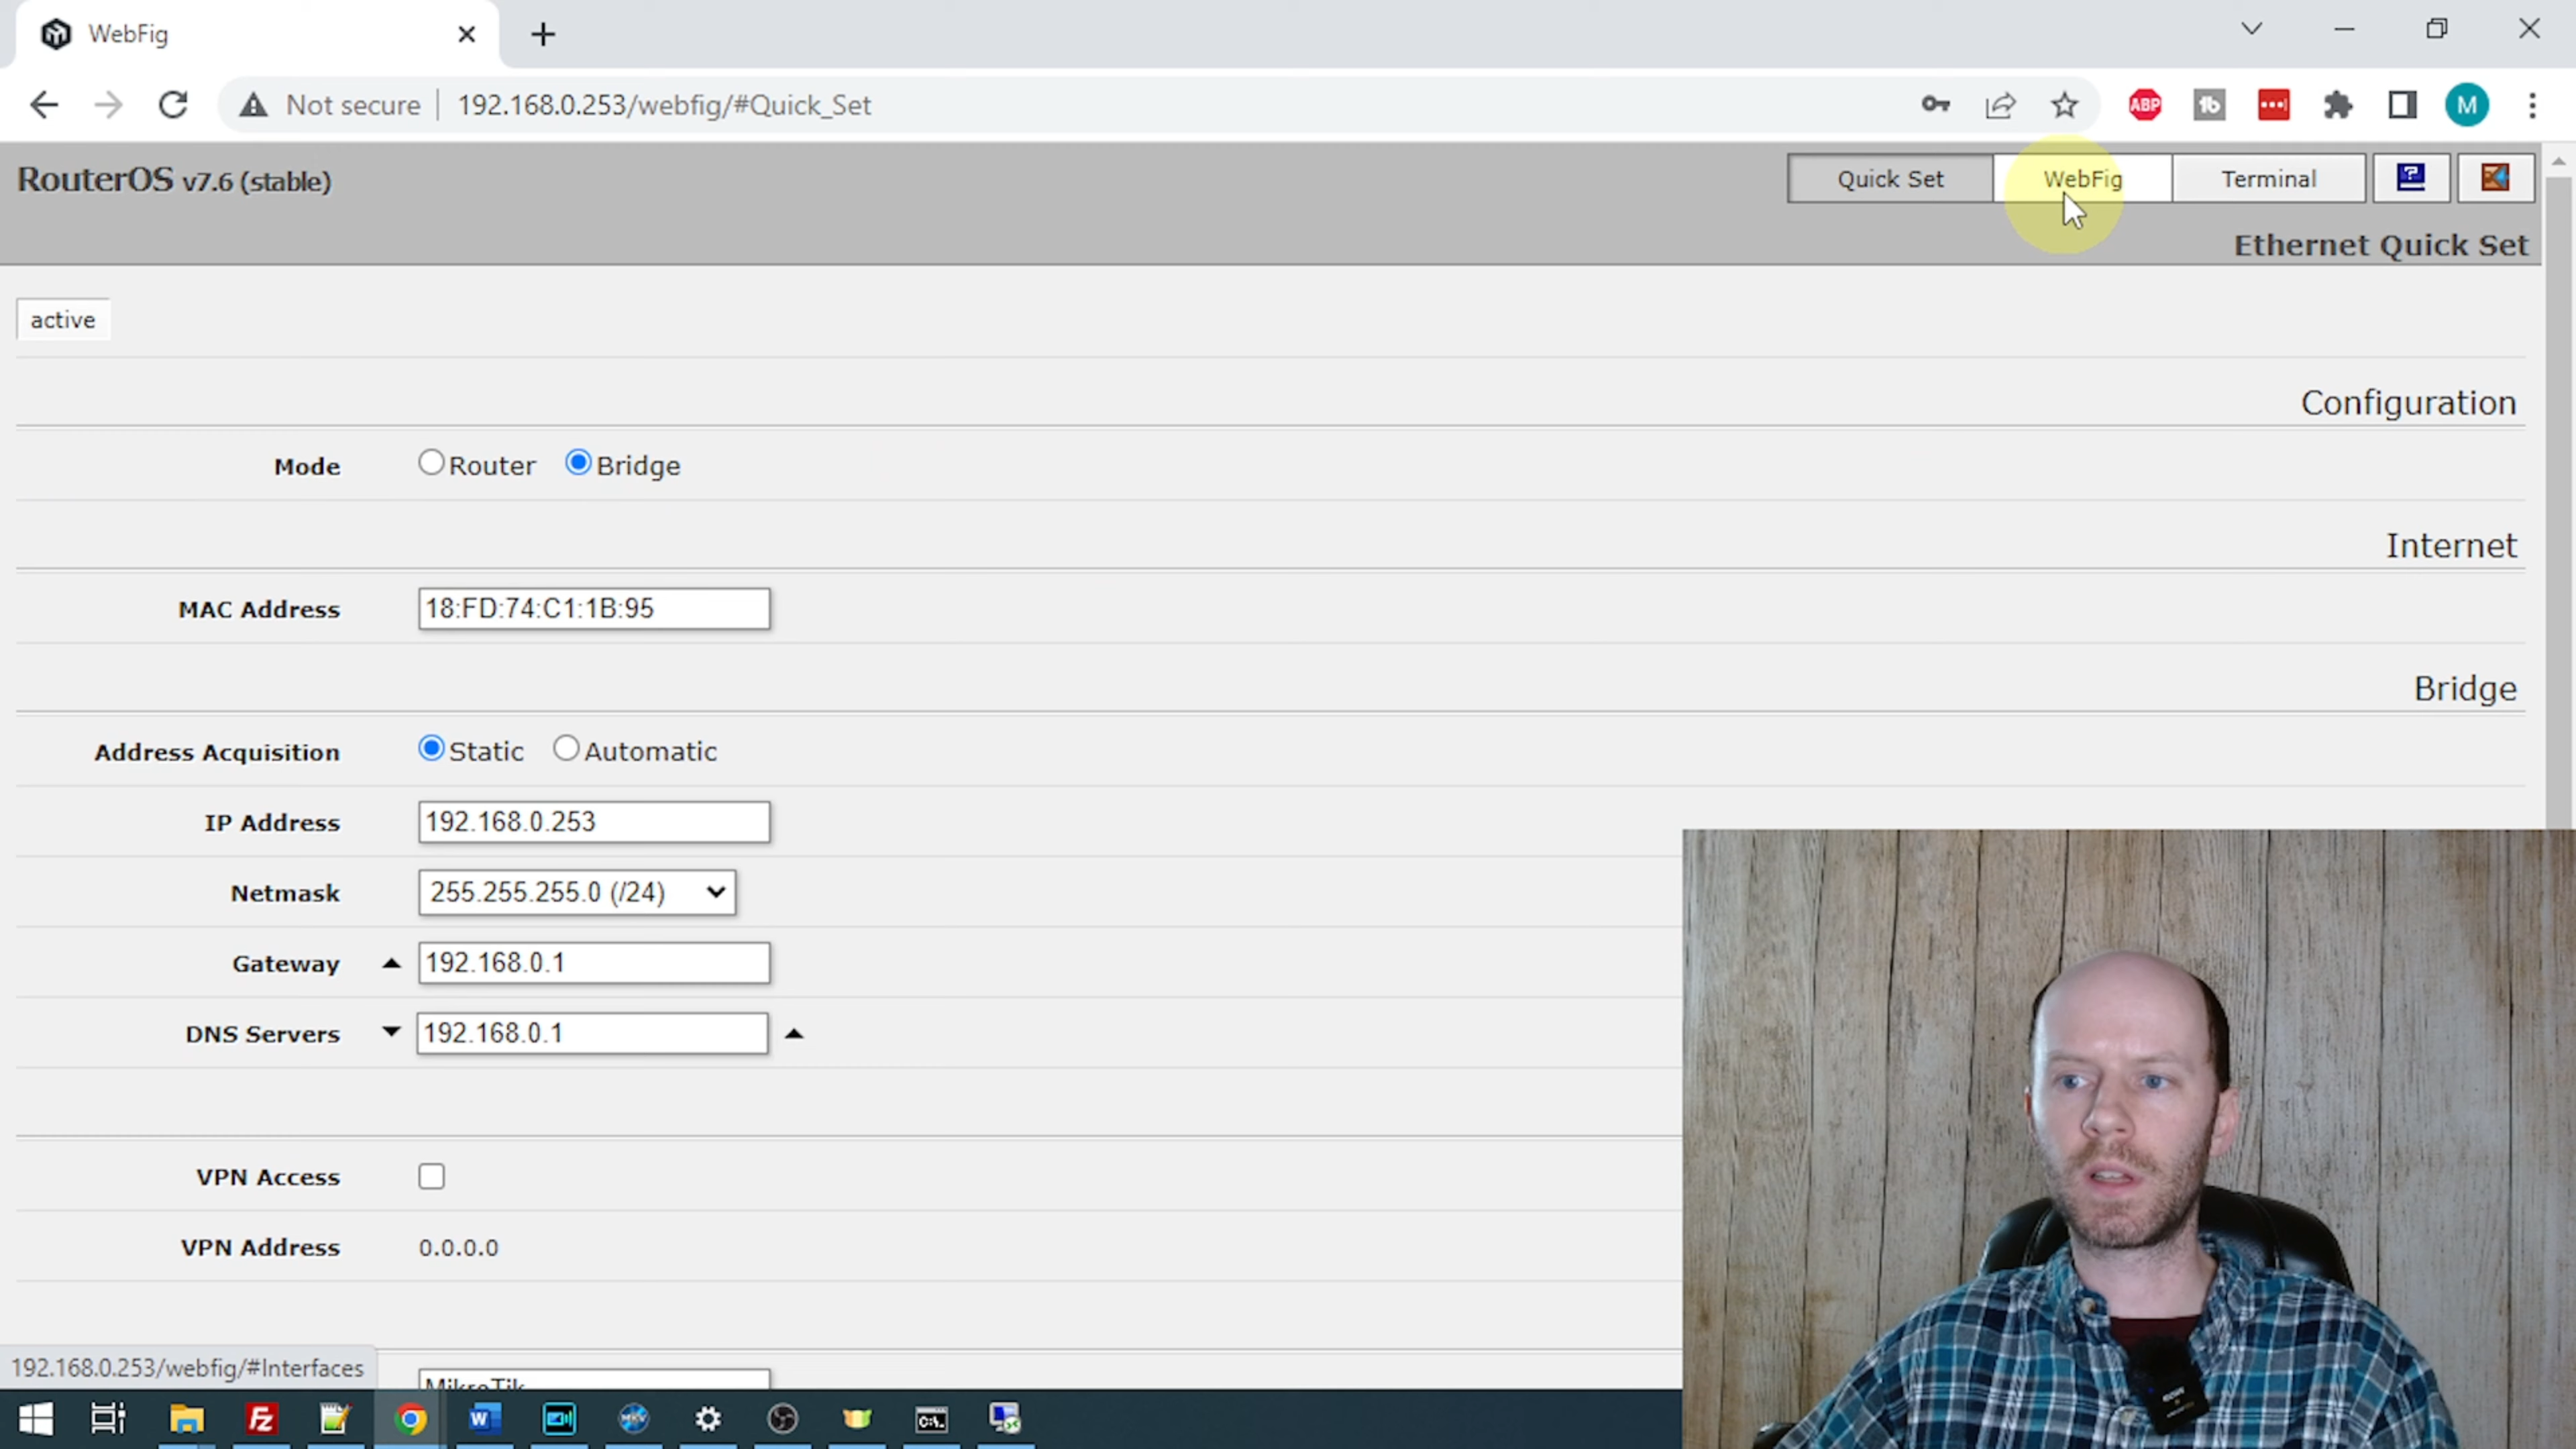 WebFig
Not secure 192.168.0.253/webfig/#Quick_Set
ABP
M
RouterOS v7.6 (stable)
Quick Set WebFig Terminal
Ethernet Quick Set
active
Configuration
Mode Router Bridge
Internet
MAC Address 18:FD:74:C1:1B:95
Bridge
Address Acquisition Static Automatic
IP Address 192.168.0.253
Netmask 255.255.255.0 (/24)
Gateway 192.168.0.1
DNS Servers 192.168.0.1
VPN Access
VPN Address 0.0.0.0
192.168.0.253/webfig/#Interfaces
MikroTik
Fz
W
MKV
C:\.